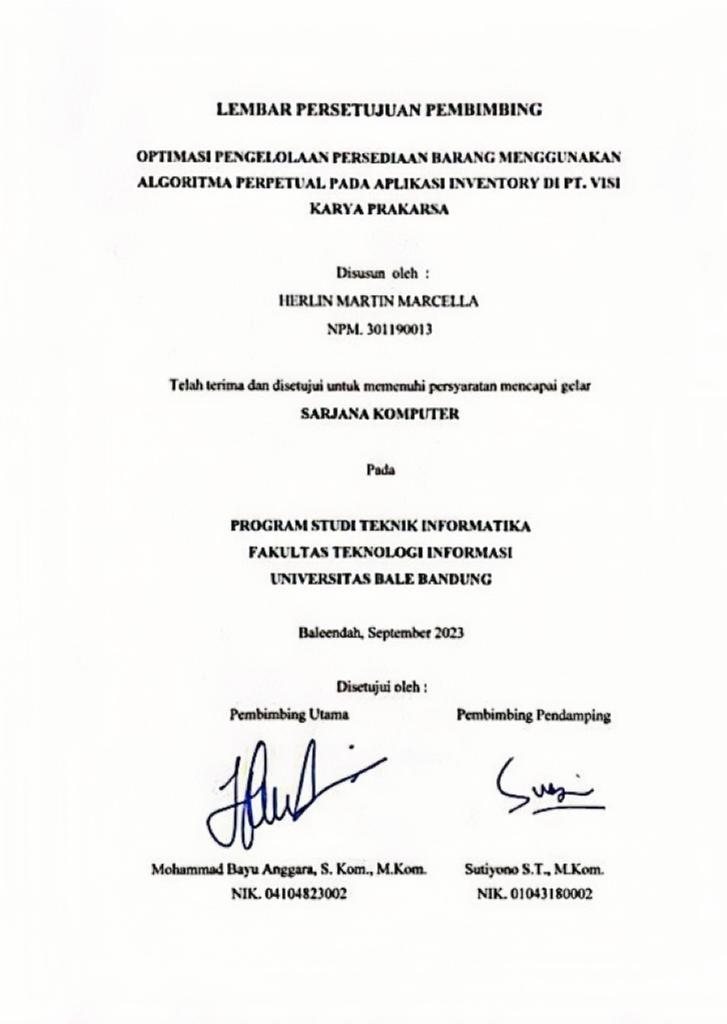 LEMBAR PERSETUJUAN PEMBIMBING
OPTIMASI PENGELOLAAN PERSEDIAAN BARANG MENGGUNAKAN
ALGORITMA PERPETUAL PADA APLIKASI INVENTORY DI PT. VISI
KARYA PRAKARSA
Disusun oleh :
HERLIN MARTIN MARCELLA
NPM. 301190013
Telah terima dan disetujui untuk memenuhi persyaratan mencapai gelar
SARJANA KOMPUTER
Pada
PROGRAM STUDI TEKNIK INFORMATIKA
FAKULTAS TEKNOLOGI INFORMASI
UNIVERSITAS BALE BANDUNG
Baleendah, September 2023
Disetujui oleh :
Pembimbing Utama Pembimbing Pendamping
Mohammad Bayu Anggara, S. Kom., M.Kom. Sutiyono S.T., M.Kom.
NIK. 04104823002 NIK. 01043180002